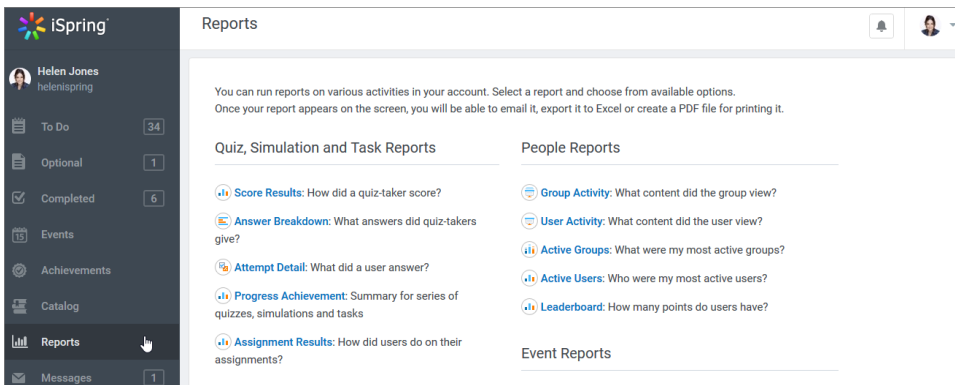 iSpring
Reports
Helen Jones
helenispring
To Do 34
Optional 1
Completed 6
15 Events
Achievements
Catalog
Reports
Messages 1
You can run reports on various activities in your account. Select a report and choose from available options.
Once your report appears on the screen, you will be able to email it, export it to Excel or create a PDF file for printing it.
Quiz, Simulation and Task Reports
Score Results: How did a quiz-taker score?
Answer Breakdown: What answers did quiz-takers
give?
Attempt Detail: What did a user answer?
Progress Achievement: Summary for series of
quizzes, simulations and tasks
Assignment Results: How did users do on their
assignments?
People Reports
Group Activity: What content did the group view?
User Activity: What content did the user view?
Active Groups: What were my most active groups?
Active Users: Who were my most active users?
Leaderboard: How many points do users have?
Event Reports